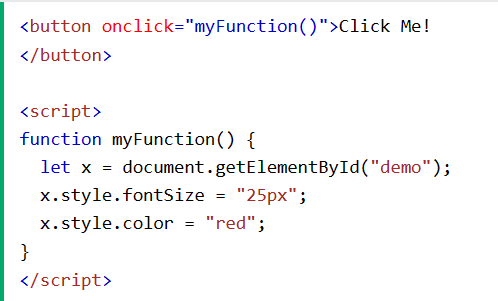 <button onclick="myFunction()">Click Me!
</button>
<script>
function myFunction() {
  let x = document.getElementById("demo");
  x.style.fontSize = "25px";
  x.style.color = "red";
}
</script>